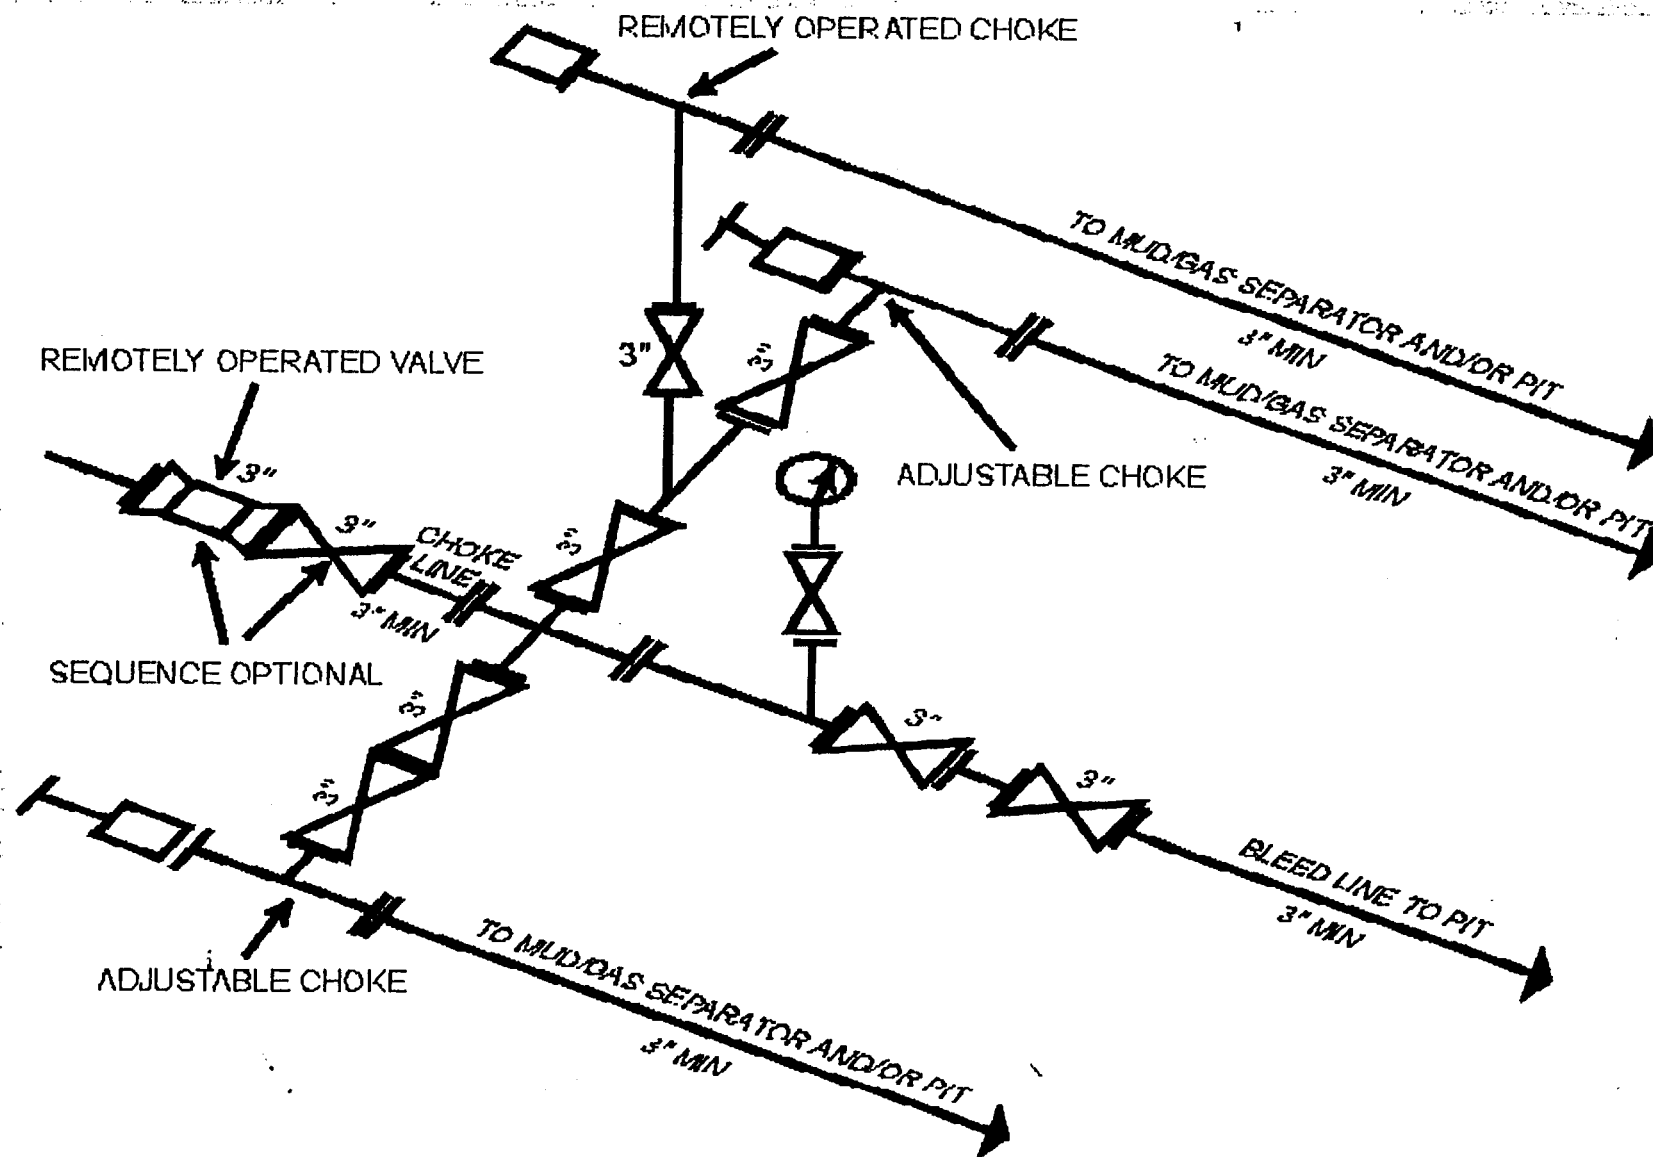 REMOTELY OPERATED CHOKE
TO MUD/GAS SEPARATOR AND/OR PIT
3" MIN
TO MUD/GAS SEPARATOR AND/OR PIT
3" MIN
3"
3"
REMOTELY OPERATED VALVE
ADJUSTABLE CHOKE
3"
3"
CHOKE
LINE
3" MIN
3"
SEQUENCE OPTIONAL
3"
3"
3"
3"
BLEED LINE TO PIT
3" MIN
ADJUSTABLE CHOKE
TO MUD/GAS SEPARATOR AND/OR PIT
3" MIN